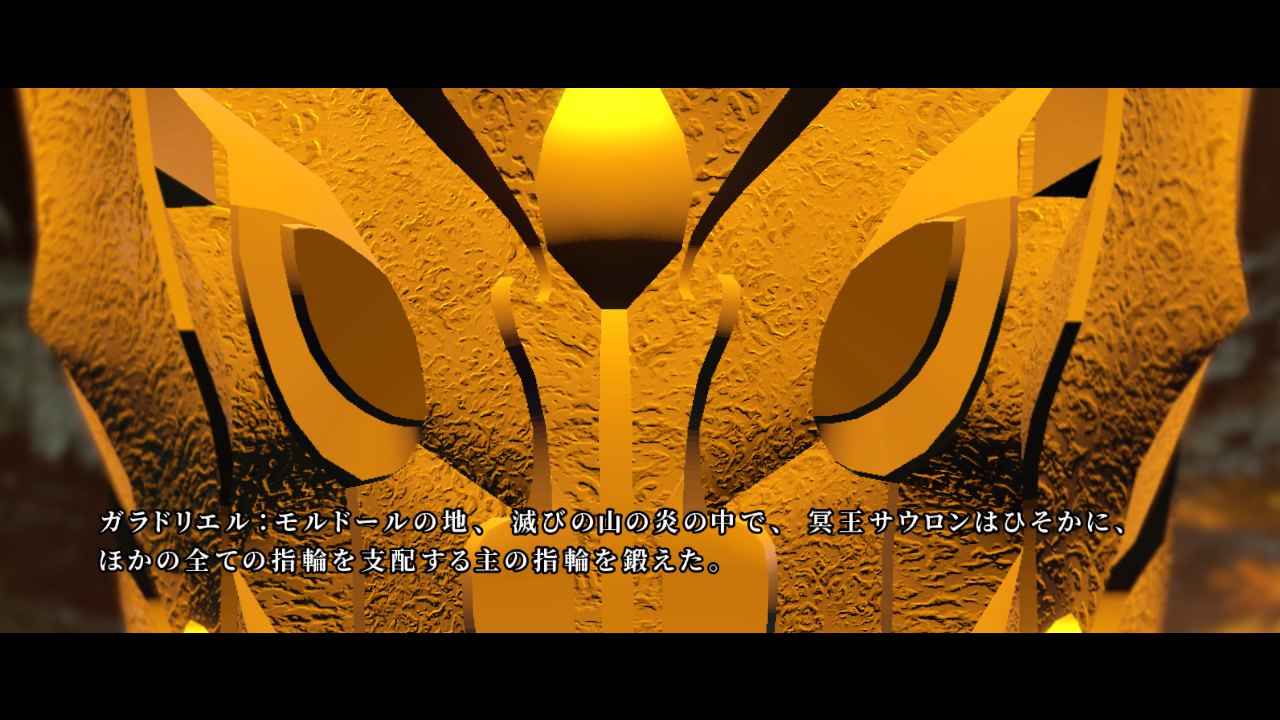 ガラドリエル：モルドールの地、 滅びの山の炎の中で、 冥王サウロンはひそかに、
ほかの全ての指輪を支配する主の指輪を鍛えた。